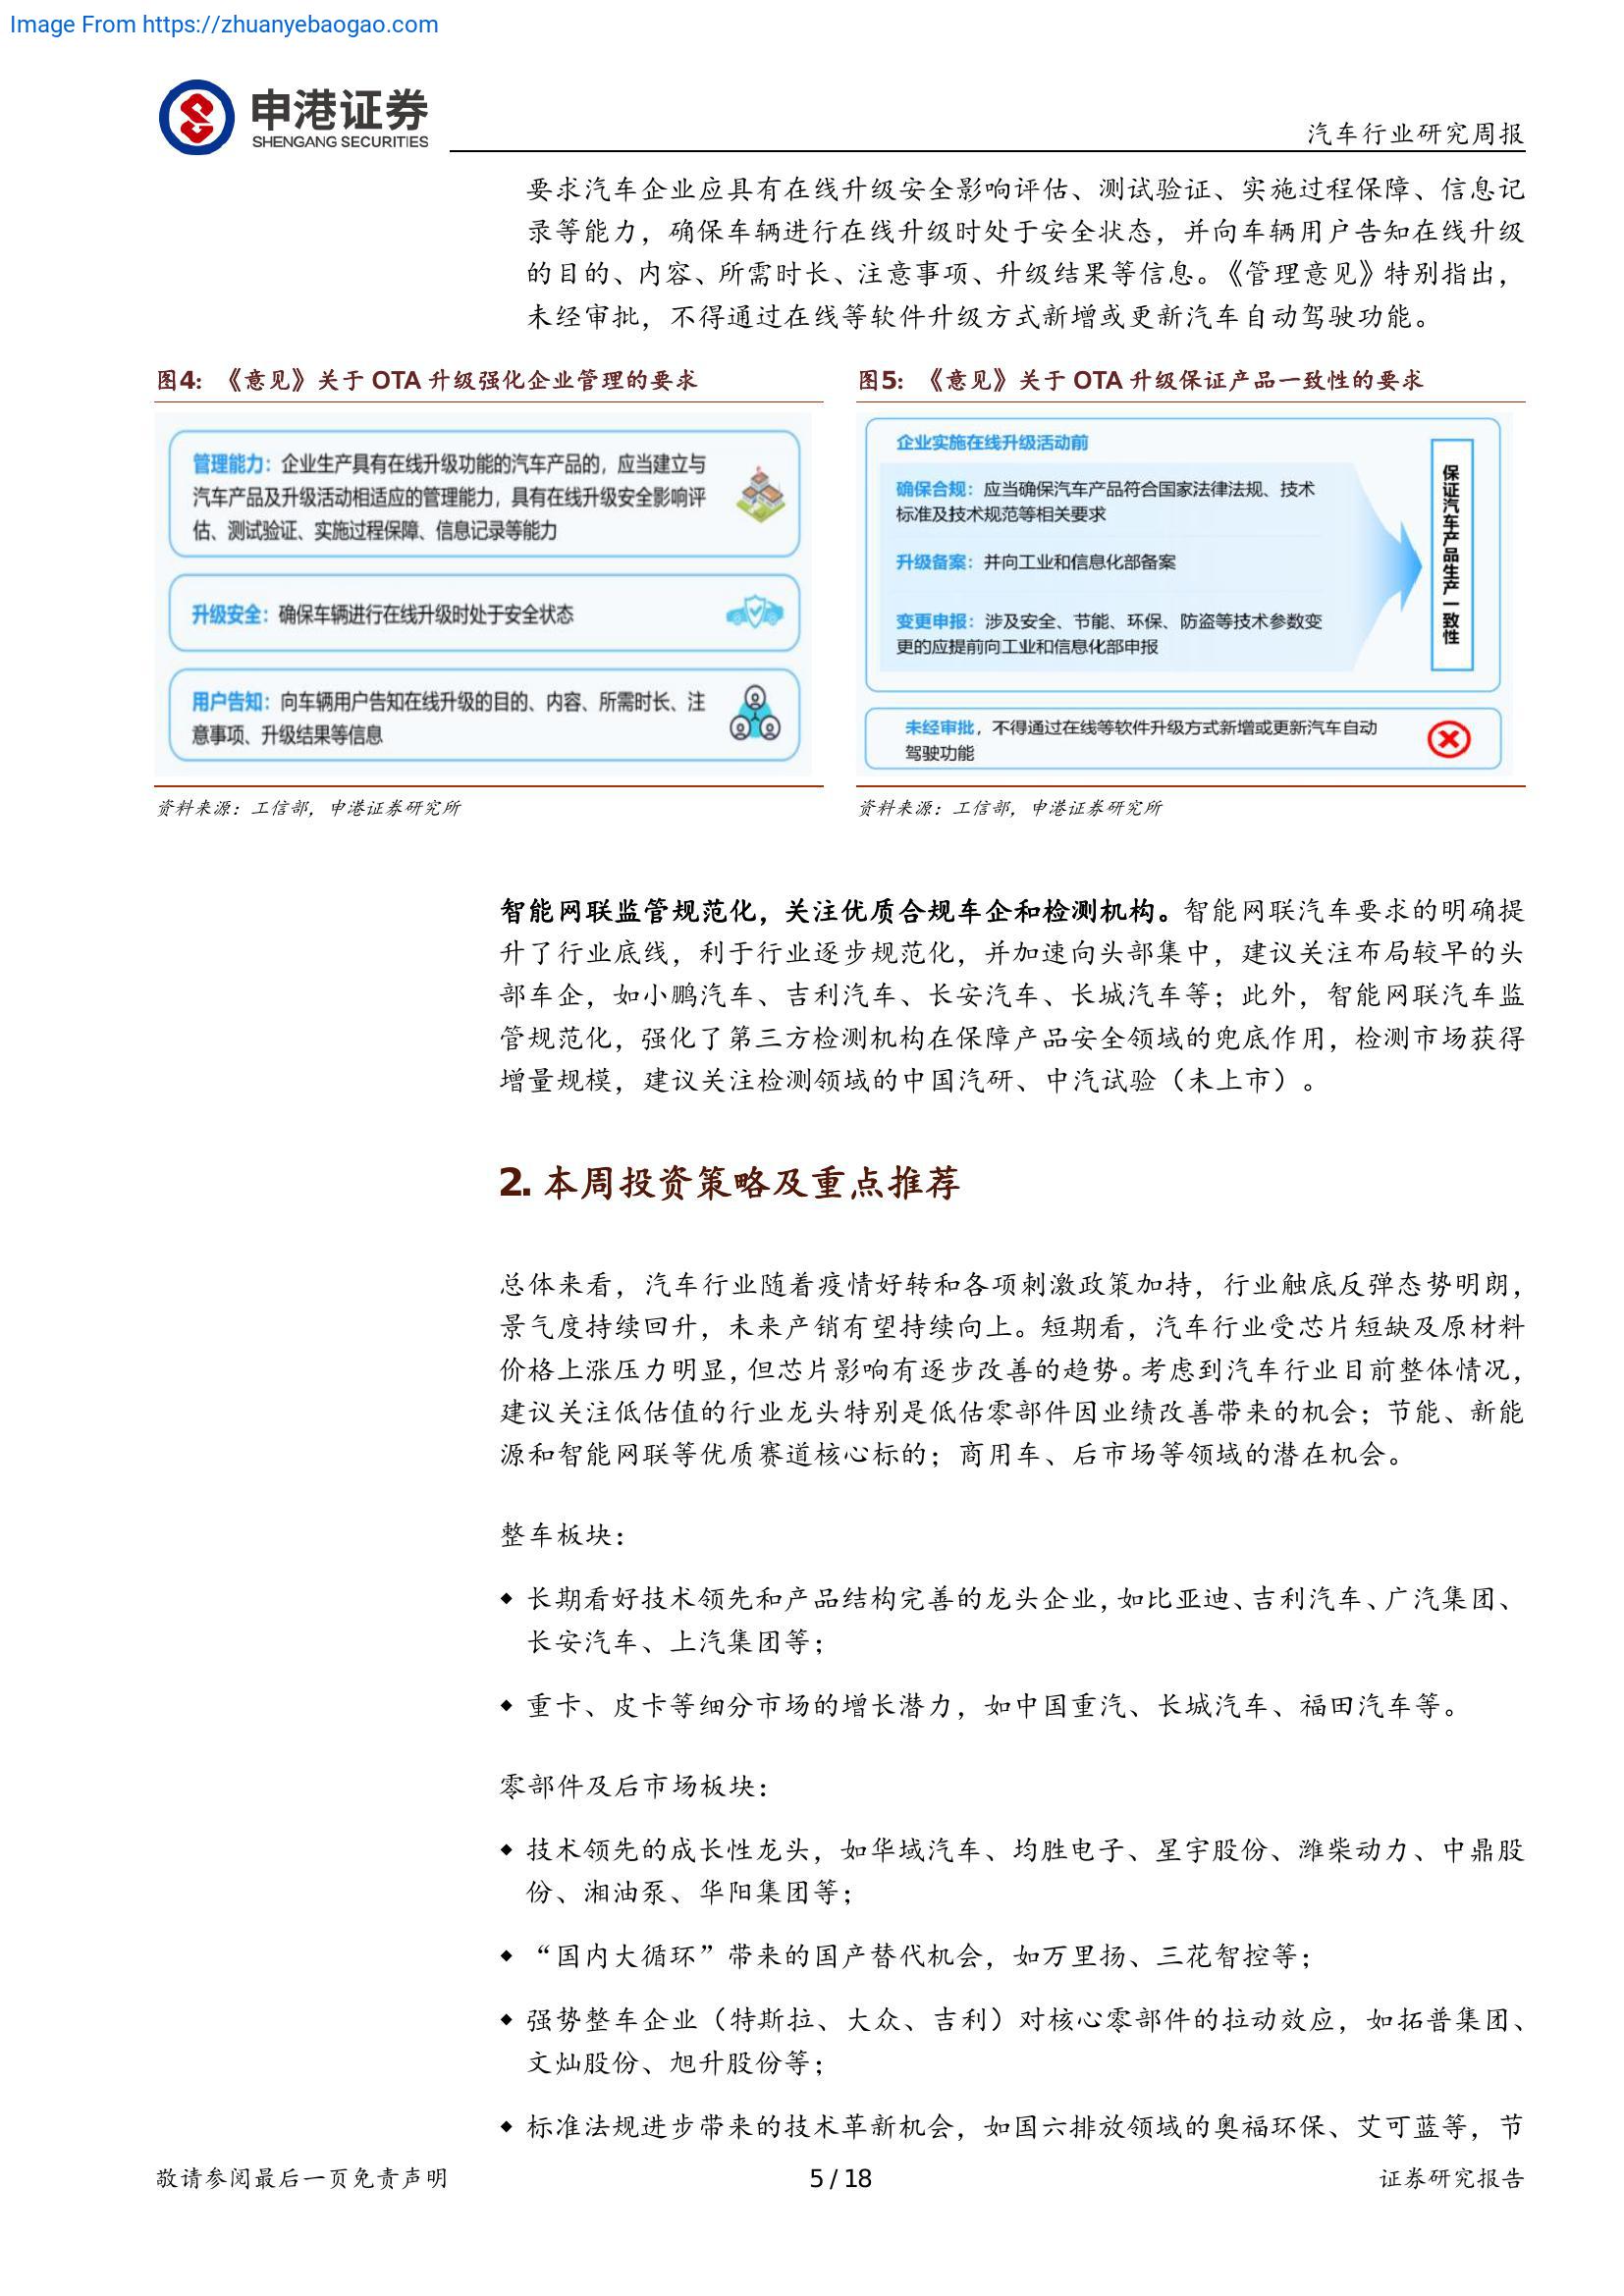 Image From https://zhuanyebaogao.com
申港证券
SHENGANG SECURITIES
汽车行业研究周报
要求汽车企业应具有在线升级安全影响评估、测试验证、实施过程保障、信息记
录等能力，确保车辆进行在线升级时处于安全状态，并向车辆用户告知在线升级
的目的、内容、所需时长、注意事项、升级结果等信息。《管理意见》特别指出，
未经审批，不得通过在线等软件升级方式新增或更新汽车自动驾驶功能。
图4：《意见》关于 OTA 升级强化企业管理的要求
管理能力：企业生产具有在线升级功能的汽车产品的，应当建立与
汽车产品及升级活动相适应的管理能力，具有在线升级安全影响评
估、测试验证、实施过程保障、信息记录等能力
升级安全：确保车辆进行在线升级时处于安全状态
用户告知：向车辆用户告知在线升级的目的、内容、所需时长、注
意事项、升级结果等信息
资料来源：工信部，申港证券研究所
图5：《意见》关于 OTA 升级保证产品一致性的要求
企业实施在线升级活动前
确保合规：应当确保汽车产品符合国家法律法规、技术
标准及技术规范等相关要求
升级备案：并向工业和信息化部备案
变更申报：涉及安全、节能、环保、防盗等技术参数变
更的应提前向工业和信息化部申报
保证汽车产品生产一致性
未经审批，不得通过在线等软件升级方式新增或更新汽车自动
驾驶功能
资料来源：工信部，申港证券研究所
智能网联监管规范化，关注优质合规车企和检测机构。智能网联汽车要求的明确提
升了行业底线，利于行业逐步规范化，并加速向头部集中，建议关注布局较早的头
部车企，如小鹏汽车、吉利汽车、长安汽车、长城汽车等；此外，智能网联汽车监
管规范化，强化了第三方检测机构在保障产品安全领域的兜底作用，检测市场获得
增量规模，建议关注检测领域的中国汽研、中汽试验（未上市）。
2. 本周投资策略及重点推荐
总体来看，汽车行业随着疫情好转和各项刺激政策加持，行业触底反弹态势明朗，
景气度持续回升，未来产销有望持续向上。短期看，汽车行业受芯片短缺及原材料
价格上涨压力明显，但芯片影响有逐步改善的趋势。考虑到汽车行业目前整体情况，
建议关注低估值的行业龙头特别是低估零部件因业绩改善带来的机会；节能、新能
源和智能网联等优质赛道核心标的；商用车、后市场等领域的潜在机会。
整车板块：
◆ 长期看好技术领先和产品结构完善的龙头企业，如比亚迪、吉利汽车、广汽集团、
长安汽车、上汽集团等；
◆ 重卡、皮卡等细分市场的增长潜力，如中国重汽、长城汽车、福田汽车等。
零部件及后市场板块：
◆ 技术领先的成长性龙头，如华域汽车、均胜电子、星宇股份、潍柴动力、中鼎股
份、湘油泵、华阳集团等；
◆ “国内大循环”带来的国产替代机会，如万里扬、三花智控等；
◆ 强势整车企业（特斯拉、大众、吉利）对核心零部件的拉动效应，如拓普集团、
文灿股份、旭升股份等；
◆ 标准法规进步带来的技术革新机会，如国六排放领域的奥福环保、艾可蓝等，节
敬请参阅最后一页免责声明
5 / 18
证券研究报告